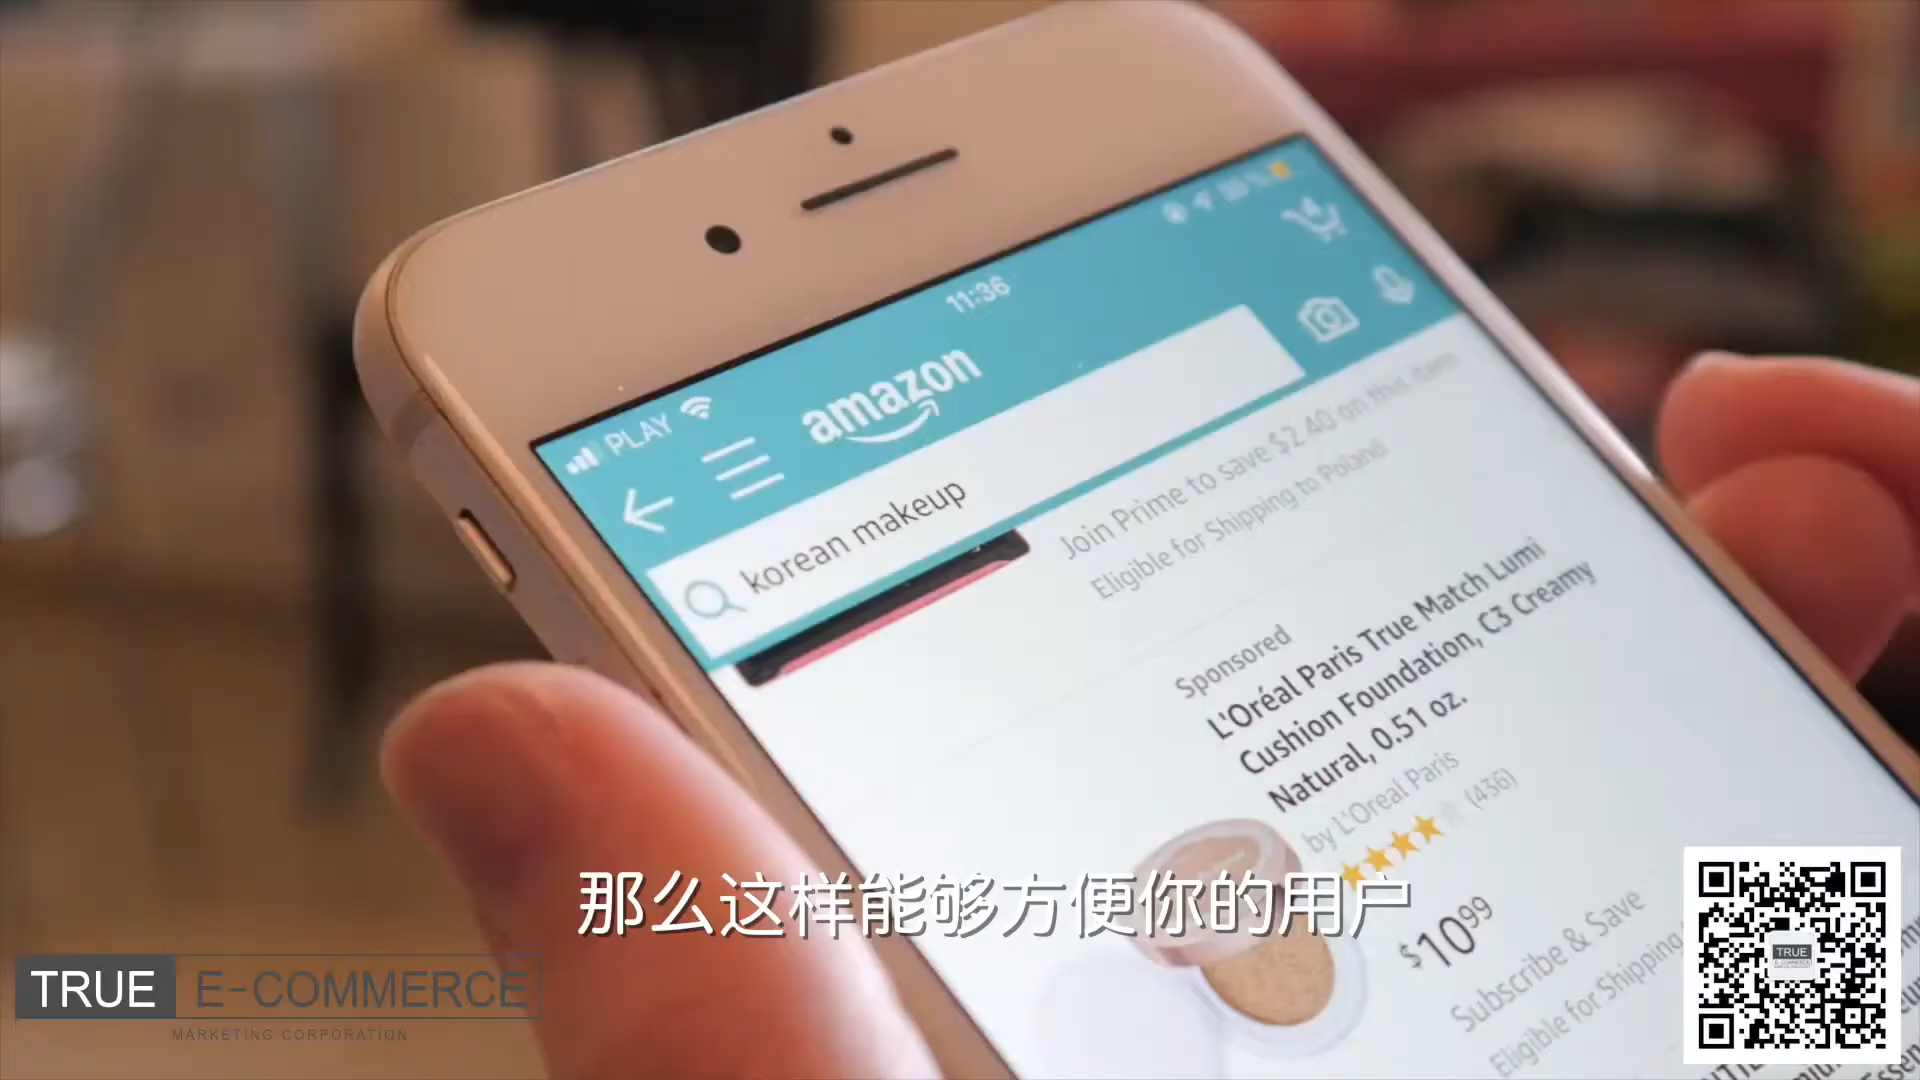 11:36
PLAY
amazon
korean makeup
Join Prime to save $2.40 on this item
Eligible for Shipping to Poland
Sponsored
L'Oréal Paris True Match Lumi
Cushion Foundation, C3 Creamy
Natural, 0.51 oz.
by L'Oreal Paris
(436)
$10.99
Subscribe & Save
Eligible for Shipping
那么这样能够方便你的用户
TRUE E-COMMERCE
MARKETING CORPORATION
TRUE